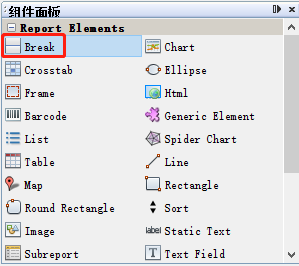 组件面板
Report Elements
Break
Chart
Crosstab
Ellipse
Frame
Html
Barcode
Generic Element
List
Spider Chart
Table
Line
Map
Rectangle
Round Rectangle
Sort
Image
label Static Text
Subreport
T Text Field